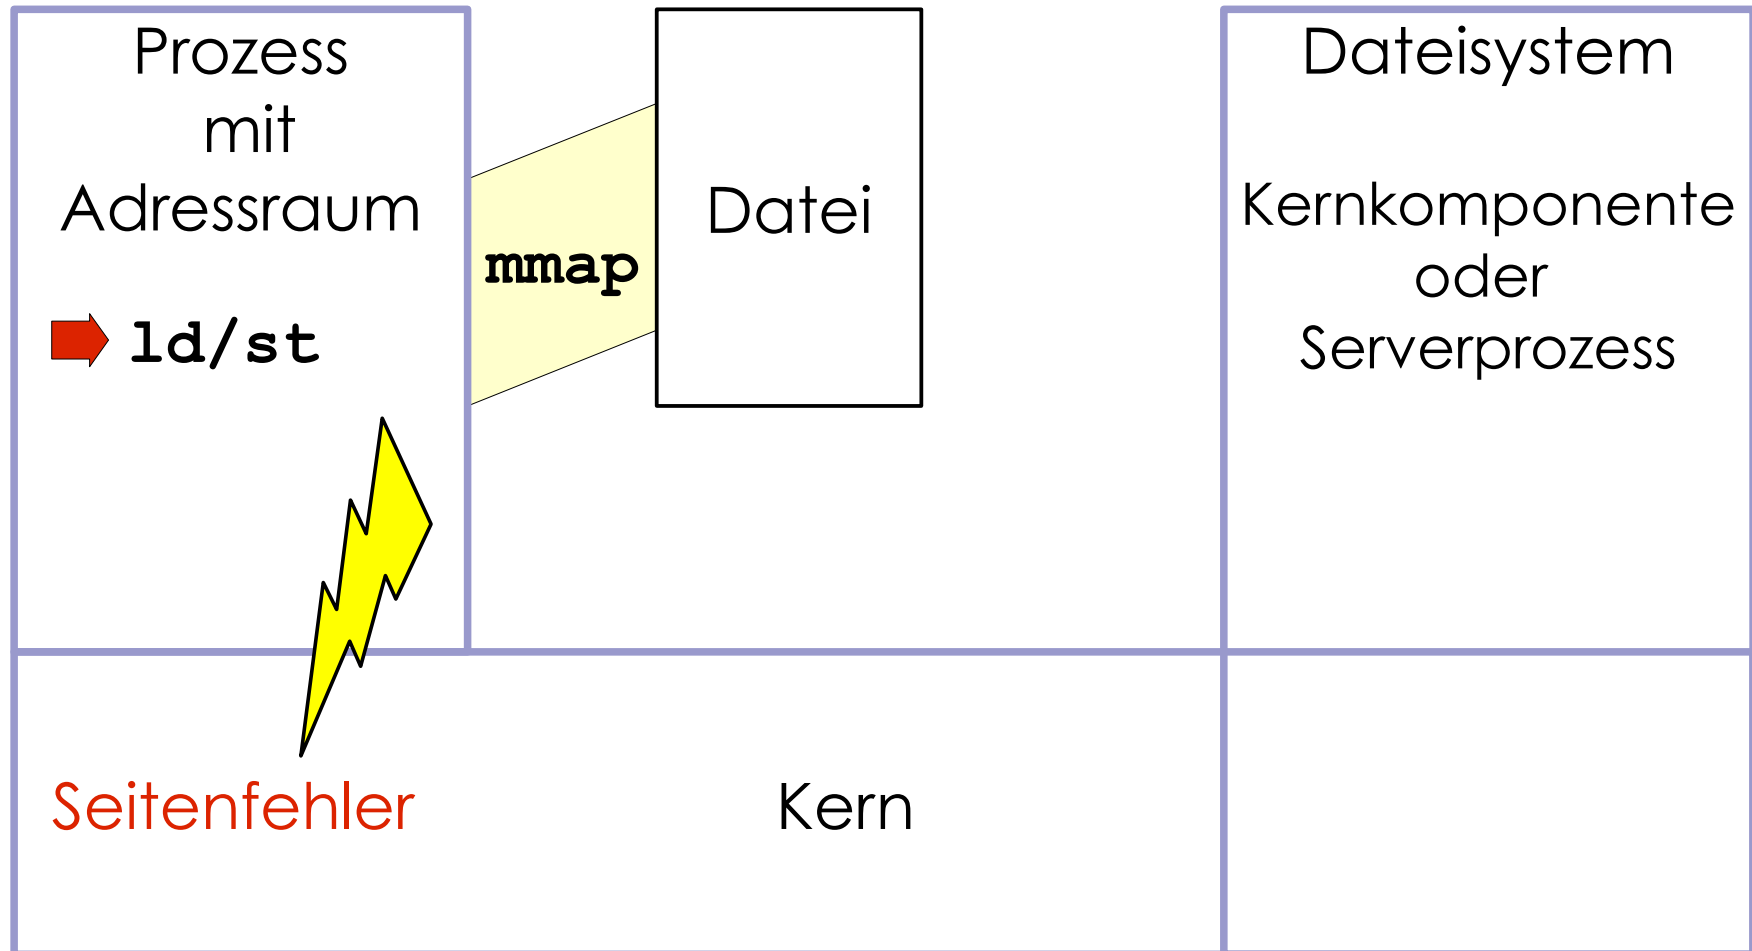 Prozess
mit
Adressraum
ld/st
mmap
Datei
Dateisystem
Kernkomponente
oder
Serverprozess
Seitenfehler
Kern